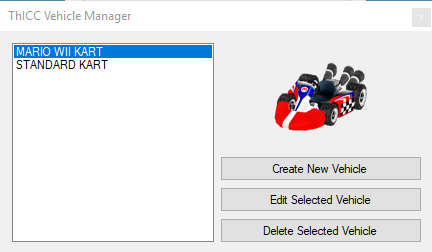 ThICC Vehicle Manager
MARIO WII KART
STANDARD KART
Create New Vehicle
Edit Selected Vehicle
Delete Selected Vehicle